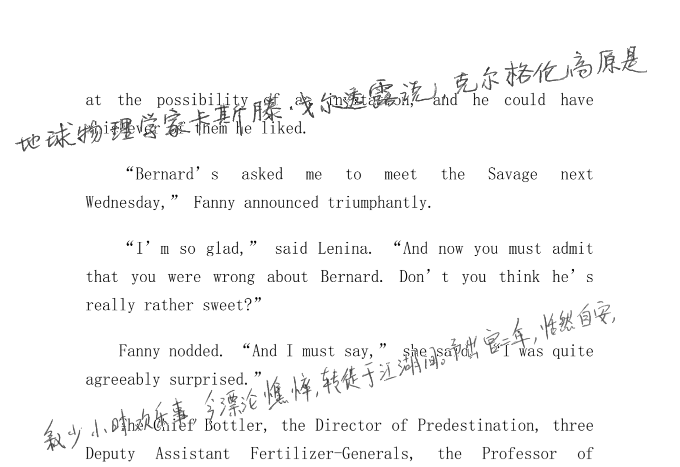 at the possibility of an invitation, and he could have
地球物理学家卡斯滕·戈尔透露说，克尔格伦高原是
whichever of them he liked.
“Bernard’s asked me to meet the Savage next
Wednesday,” Fanny announced triumphantly.
“I’m so glad,” said Lenina. “And now you must admit
that you were wrong about Bernard. Don’t you think he’s
really rather sweet?”
Fanny nodded. “And I must say,” she said, “I was quite
agreeably surprised.”
叙少小时欢乐事，今漂沦憔悴，转徙于江湖间。予出官二年，恬然自安，
The Chief Bottler, the Director of Predestination, three
Deputy Assistant Fertilizer-Generals, the Professor of